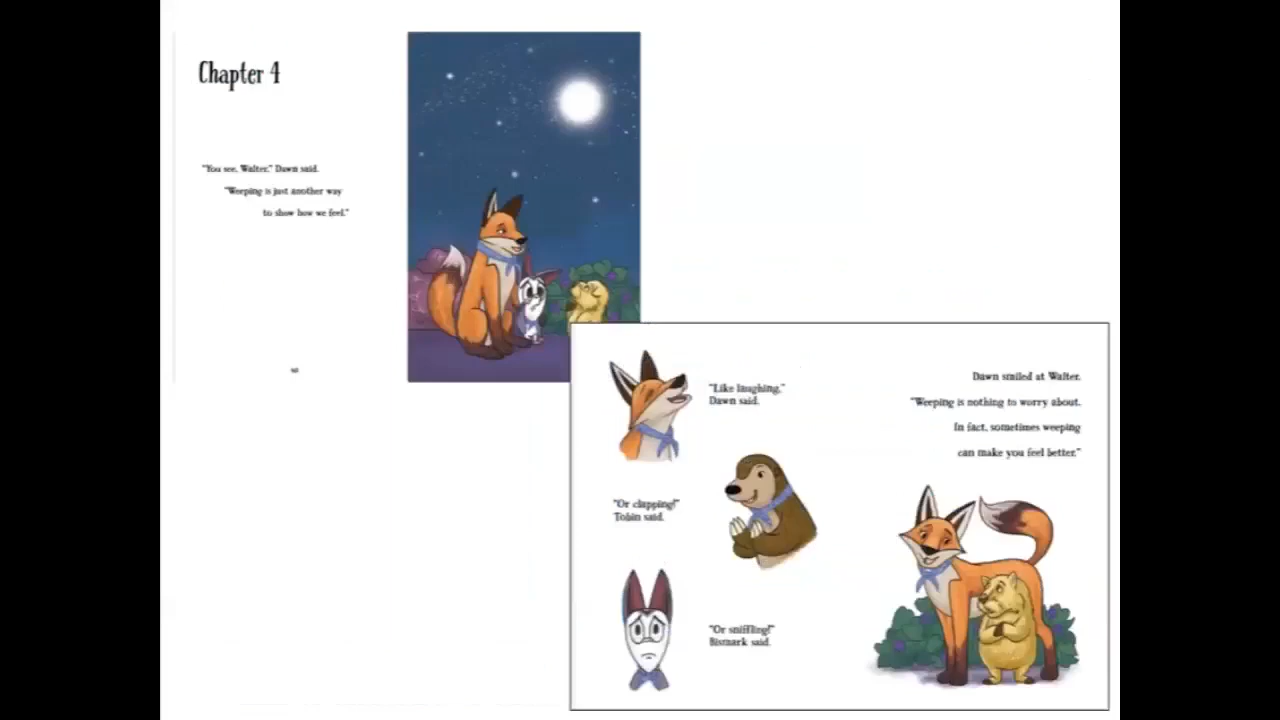 Chapter 4
"You see, Walter," Dawn said.
"Weeping is just another way
to show how we feel."
"Like laughing,"
Dawn said.
"Or clapping!"
Tobin said.
"Or sniffling!"
Bismark said.
Dawn smiled at Walter.
"Weeping is nothing to worry about.
In fact, sometimes weeping
can make you feel better."